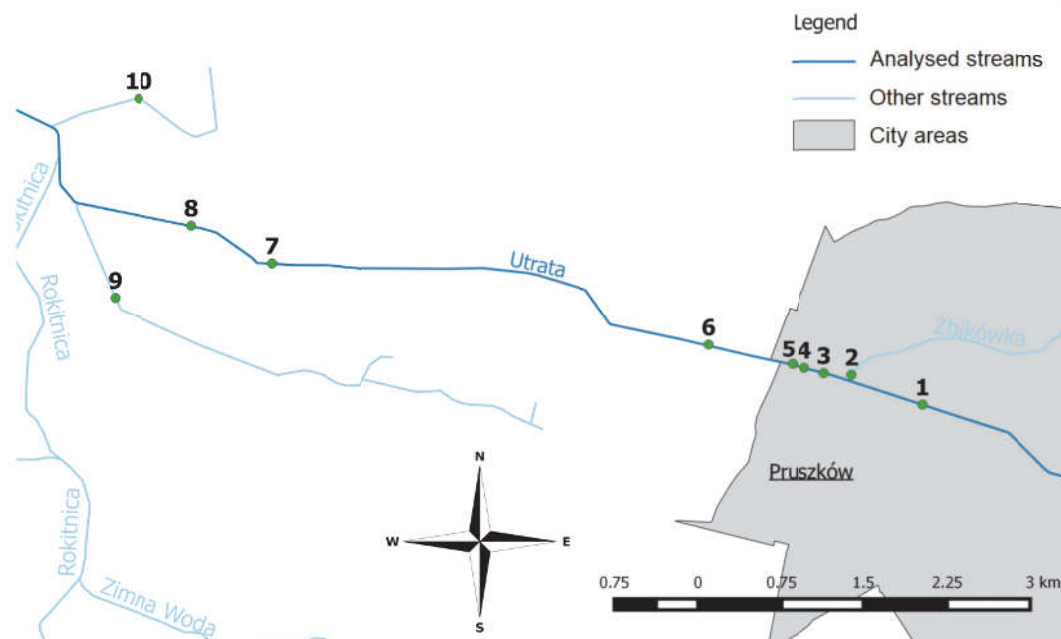 Legend
Analysed streams
Other streams
City areas
10
Rokitnica
8
7
9
Rokitnica
Utrata
6
5
4
3
2
Zbikówka
1
Pruszków
N
W
E
S
Rokitnica
Zimna Woda
0.75 0 0.75 1.5 2.25 3 km